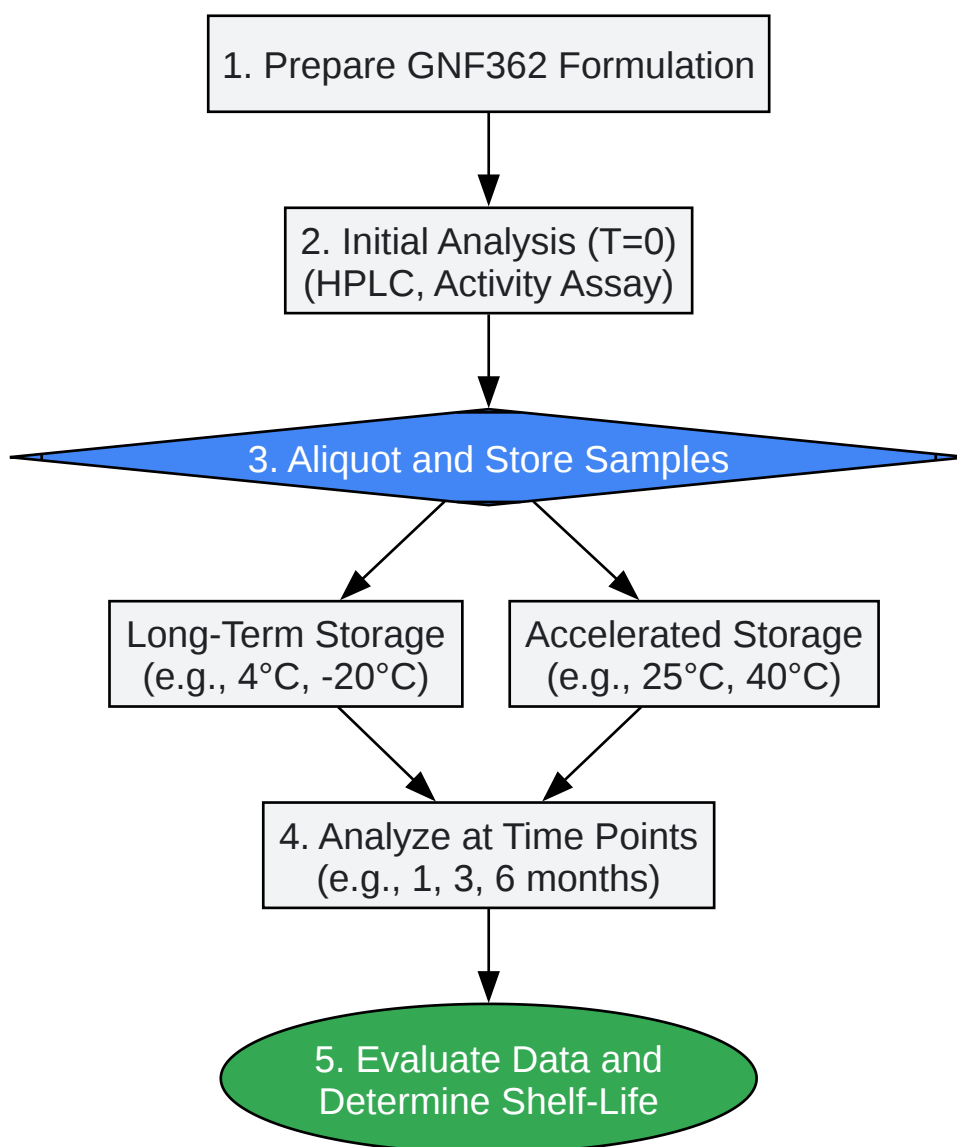 1. Prepare GNF362 Formulation
2. Initial Analysis (T=0)
(HPLC, Activity Assay)
3. Aliquot and Store Samples
Long-Term Storage
(e.g., 4°C, -20°C)
Accelerated Storage
(e.g., 25°C, 40°C)
4. Analyze at Time Points
(e.g., 1, 3, 6 months)
5. Evaluate Data and
Determine Shelf-Life